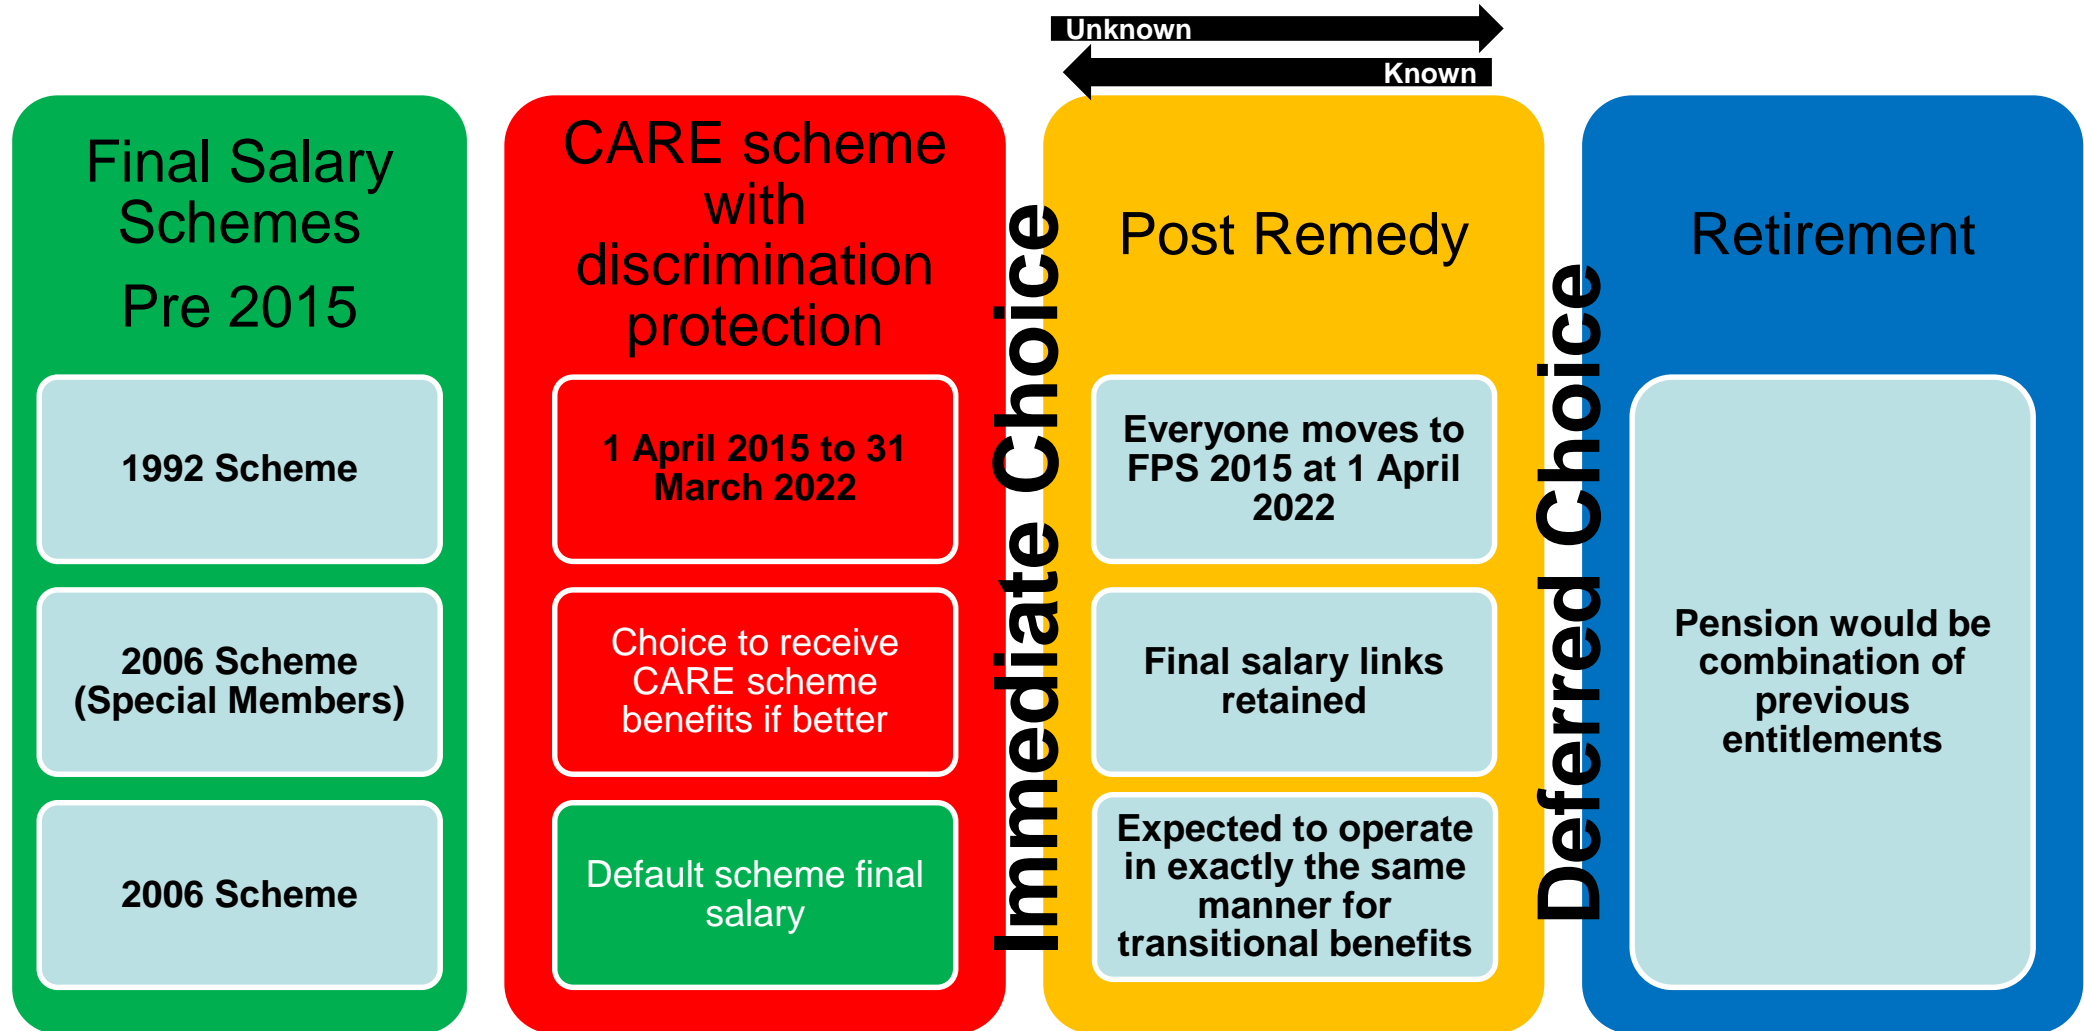 Unknown
Known
Final Salary
Schemes
Pre 2015
1992 Scheme
2006 Scheme
(Special Members)
2006 Scheme
CARE scheme
with
discrimination
protection
1 April 2015 to 31
March 2022
Choice to receive
CARE scheme
benefits if better
Default scheme final
salary
Immediate Choice
Post Remedy
Everyone moves to
FPS 2015 at 1 April
2022
Final salary links
retained
Expected to operate
in exactly the same
manner for
transitional benefits
Deferred Choice
Retirement
Pension would be
combination of
previous
entitlements